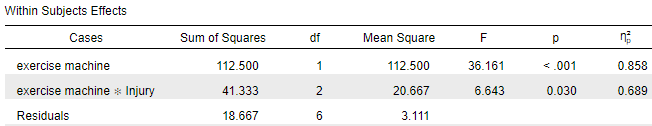 Within Subjects Effects
Cases Sum of Squares df Mean Square F p η²p
exercise machine 112.500 1 112.500 36.161 < .001 0.858
exercise machine ✻ Injury 41.333 2 20.667 6.643 0.030 0.689
Residuals 18.667 6 3.111